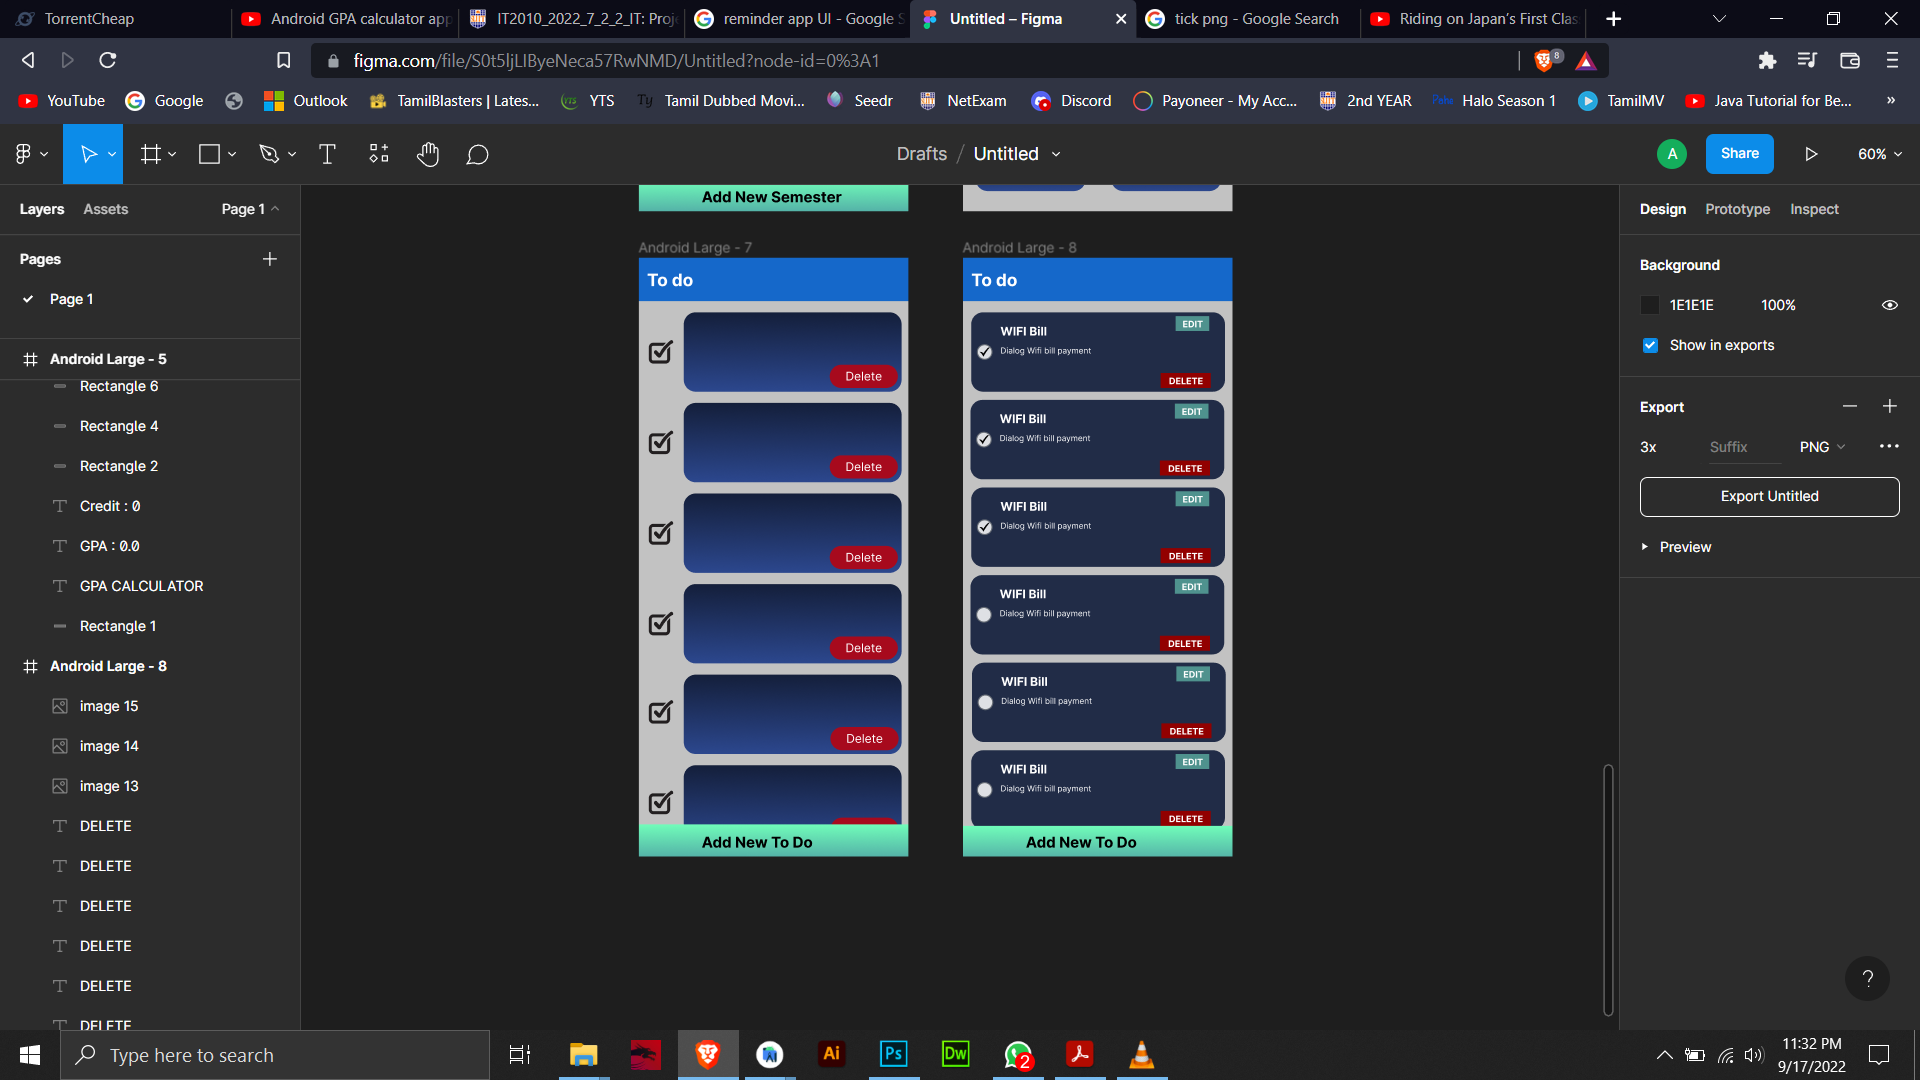 TorrentCheap
Android GPA calculator app
IT2010_2022_7_2_2_IT: Proj
reminder app UI - Google S
Untitled – Figma
tick png - Google Search
Riding on Japan's First Clas
figma.com/file/S0t5ljLIByeNeca57RwNMD/Untitled?node-id=0%3A1
8
YouTube
Google
Outlook
TamilBlasters | Lates...
YTS
Tamil Dubbed Movi...
Seedr
NetExam
Discord
Payoneer - My Acc...
2nd YEAR
Halo Season 1
TamilMV
Java Tutorial for Be...
»
Drafts / Untitled
A
Share
60%
Layers
Assets
Page 1
Pages
Page 1
Android Large - 5
Rectangle 6
Rectangle 4
Rectangle 2
Credit : 0
GPA : 0.0
GPA CALCULATOR
Rectangle 1
Android Large - 8
image 15
image 14
image 13
DELETE
DELETE
DELETE
DELETE
DELETE
DELETE
Add New Semester
Android Large - 7
To do
Delete
Delete
Delete
Delete
Delete
Add New To Do
Android Large - 8
To do
WIFI Bill
EDIT
Dialog Wifi bill payment
DELETE
WIFI Bill
EDIT
Dialog Wifi bill payment
DELETE
WIFI Bill
EDIT
Dialog Wifi bill payment
DELETE
WIFI Bill
EDIT
Dialog Wifi bill payment
DELETE
WIFI Bill
EDIT
Dialog Wifi bill payment
DELETE
WIFI Bill
EDIT
Dialog Wifi bill payment
DELETE
Add New To Do
Design
Prototype
Inspect
Background
1E1E1E
100%
Show in exports
Export
3x
Suffix
PNG
Export Untitled
Preview
?
Type here to search
Ai
Ps
Dw
2
11:32 PM
9/17/2022